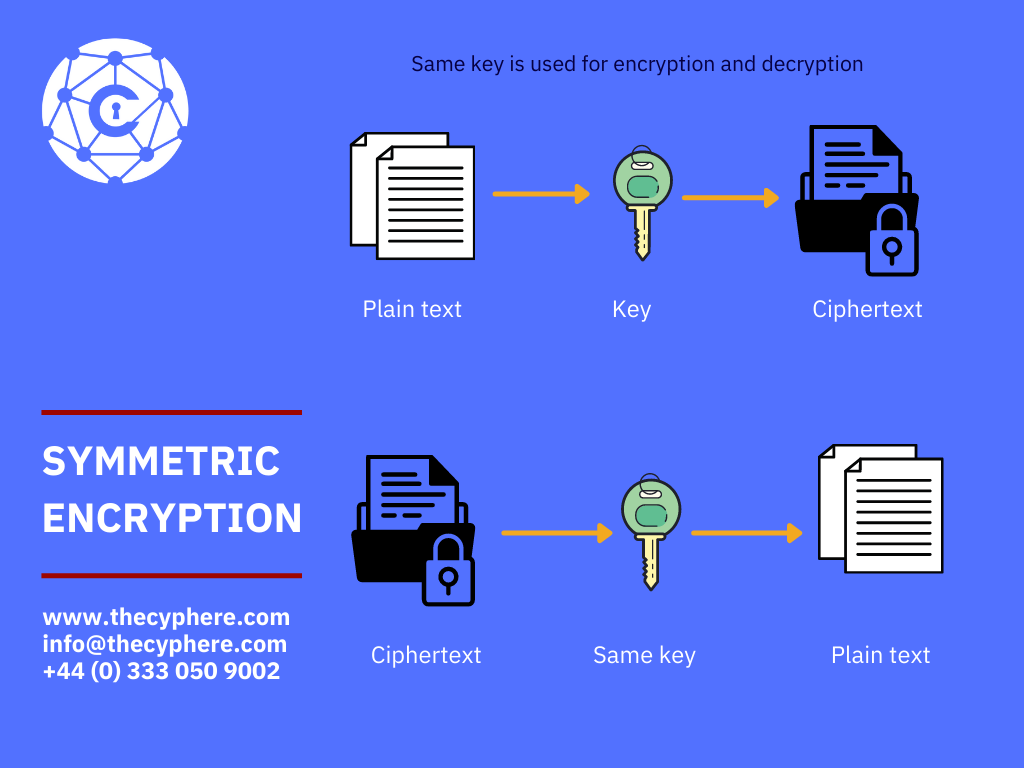 Same key is used for encryption and decryption
Plain text
Key
Ciphertext
SYMMETRIC
ENCRYPTION
www.thecyphere.com
info@thecyphere.com
+44 (0) 333 050 9002
Ciphertext
Same key
Plain text